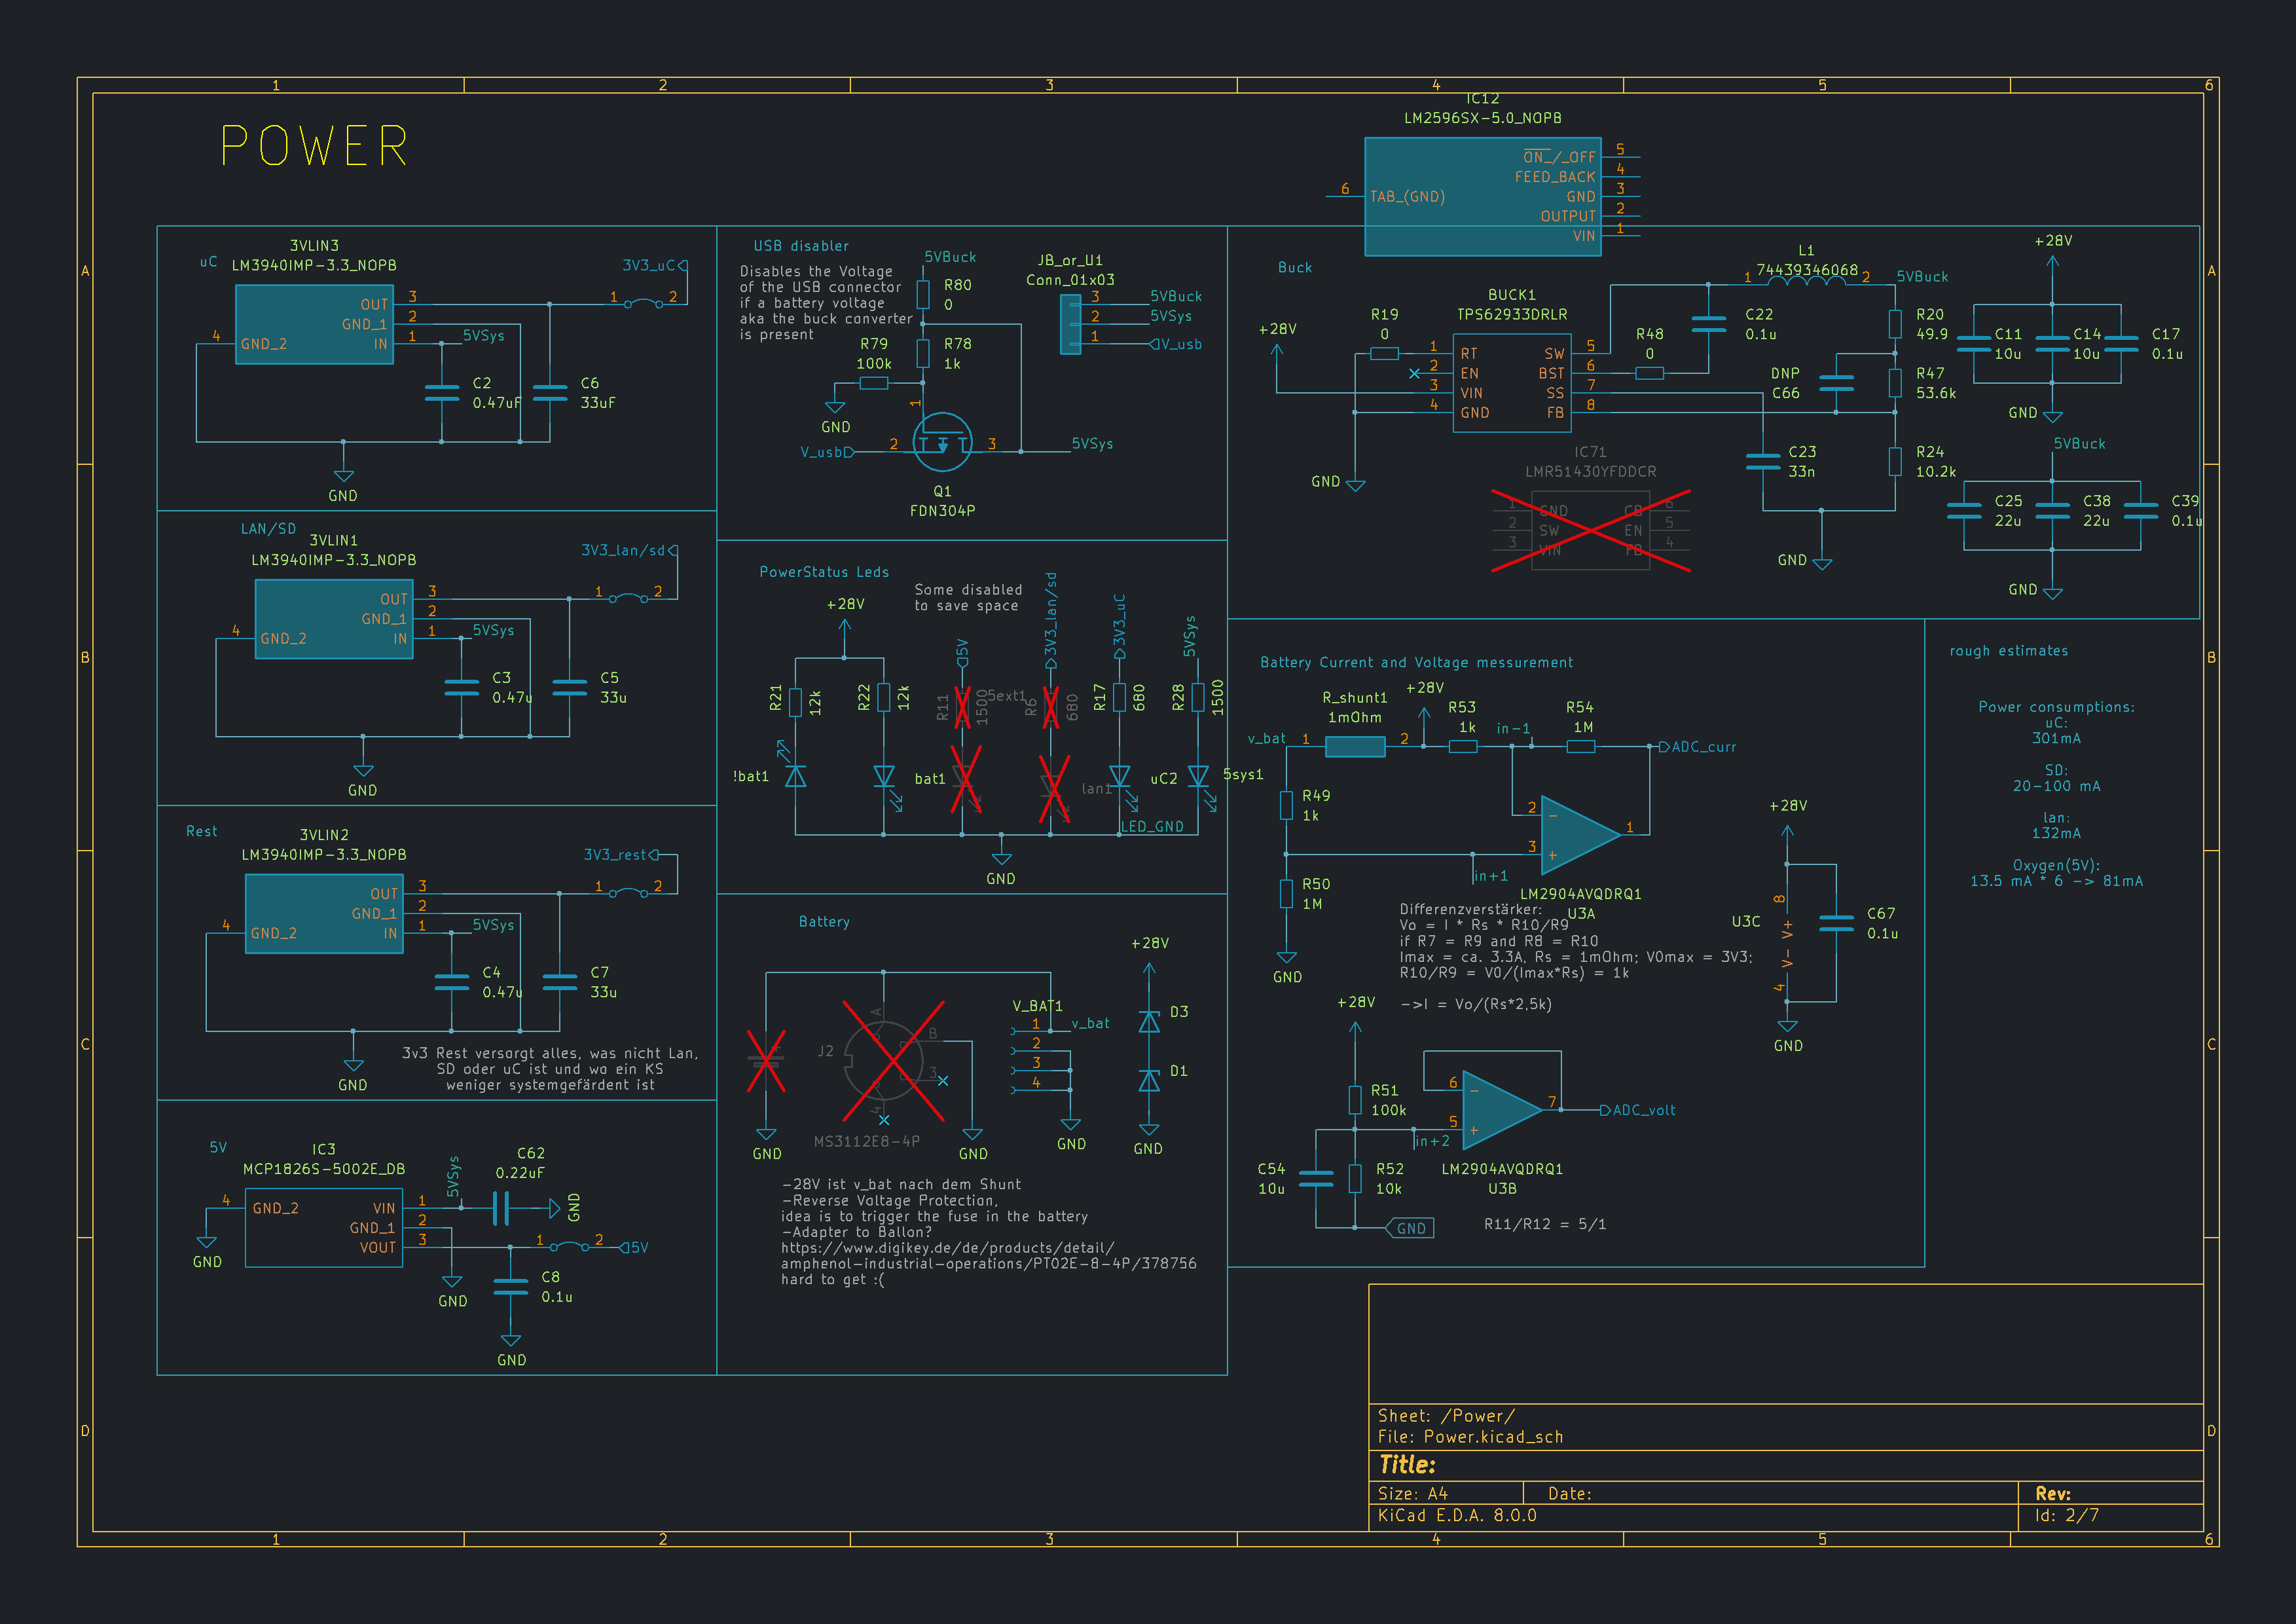 1 2 3 4 5 6
A
B
C
D
POWER
IC12
LM2596SX-5.0_NOPB
ON_/_OFF 5
FEED_BACK 4
6 TAB_(GND) GND 3
OUTPUT 2
VIN 1
uC
3VLIN3
LM3940IMP-3.3_NOPB
3V3_uC
OUT 3 1 2
GND_1 2
4 GND_2 IN 1 5VSys
C2
0.47uF
C6
33uF
GND
LAN/SD
3VLIN1
LM3940IMP-3.3_NOPB
3V3_lan/sd
OUT 3 1 2
GND_1 2
4 GND_2 IN 1 5VSys
C3
0.47u
C5
33u
GND
Rest
3VLIN2
LM3940IMP-3.3_NOPB
3V3_rest
OUT 3 1 2
GND_1 2
4 GND_2 IN 1 5VSys
C4
0.47u
C7
33u
GND
3v3 Rest versorgt alles, was nicht Lan,
SD oder uC ist und wo ein KS
weniger systemgefärdent ist
5V
IC3
MCP1826S-5002E_DB
5VSys
C62
0.22uF
GND
4 GND_2 VIN 1
GND_1 2
VOUT 3 1 2 5V
GND
GND
C8
0.1u
GND
USB disabler
Disables the Voltage
of the USB connector
if a battery voltage
aka the buck converter
is present
5VBuck
R80
0
R79
100k
R78
1k
GND
1
V_usb 2 3 5VSys
Q1
FDN304P
JB_or_U1
Conn_01x03
3 5VBuck
2 5VSys
1 V_usb
PowerStatus Leds
Some disabled
to save space
+28V
5V
3V3_lan/sd
3V3_uC
5VSys
R21
12k
R22
12k
R11
1500
5ext1
R6
680
R17
680
R28
1500
!bat1
bat1
lan1
uC2
5sys1
LED_GND
GND
Battery
+28V
V_BAT1
1 v_bat
2
3
4
J2
A
B
3
4
MS3112E8-4P
D3
D1
GND
GND
GND
GND
-28V ist v_bat nach dem Shunt
-Reverse Voltage Protection,
idea is to trigger the fuse in the battery
-Adapter to Ballon?
https://www.digikey.de/de/products/detail/
amphenol-industrial-operations/PT02E-8-4P/378756
hard to get :(
Buck
+28V
R19
0
BUCK1
TPS62933DRLR
1 RT SW 5
2 EN BST 6
3 VIN SS 7
4 GND FB 8
GND
R48
0
C22
0.1u
L1
74439346068
1 2 5VBuck
R20
49.9
DNP
C66
R47
53.6k
C23
33n
R24
10.2k
GND
IC71
LMR51430YFDDCR
1 GND CB 6
2 SW EN 5
3 VIN FB 4
+28V
C11
10u
C14
10u
C17
0.1u
GND
5VBuck
C25
22u
C38
22u
C39
0.1u
GND
Battery Current and Voltage messurement
R_shunt1
1mOhm
+28V
v_bat 1 2
R53
1k
in-1
R54
1M
ADC_curr
R49
1k
2
3
1
in+1
R50
1M
GND
LM2904AVQDRQ1
U3A
Differenzverstärker:
Vo = I * Rs * R10/R9
if R7 = R9 and R8 = R10
Imax = ca. 3.3A, Rs = 1mOhm; V0max = 3V3;
R10/R9 = V0/(Imax*Rs) = 1k
->I = Vo/(Rs*2,5k)
+28V
U3C
8
V+
V-
4
C67
0.1u
GND
+28V
R51
100k
6
5
7
ADC_volt
in+2
C54
10u
R52
10k
LM2904AVQDRQ1
U3B
GND
R11/R12 = 5/1
rough estimates
Power consumptions:
uC:
301mA
SD:
20-100 mA
lan:
132mA
Oxygen(5V):
13.5 mA * 6 -> 81mA
Sheet: /Power/
File: Power.kicad_sch
Title:
Size: A4 Date: Rev:
KiCad E.D.A. 8.0.0 Id: 2/7
A
B
C
D
1 2 3 4 5 6